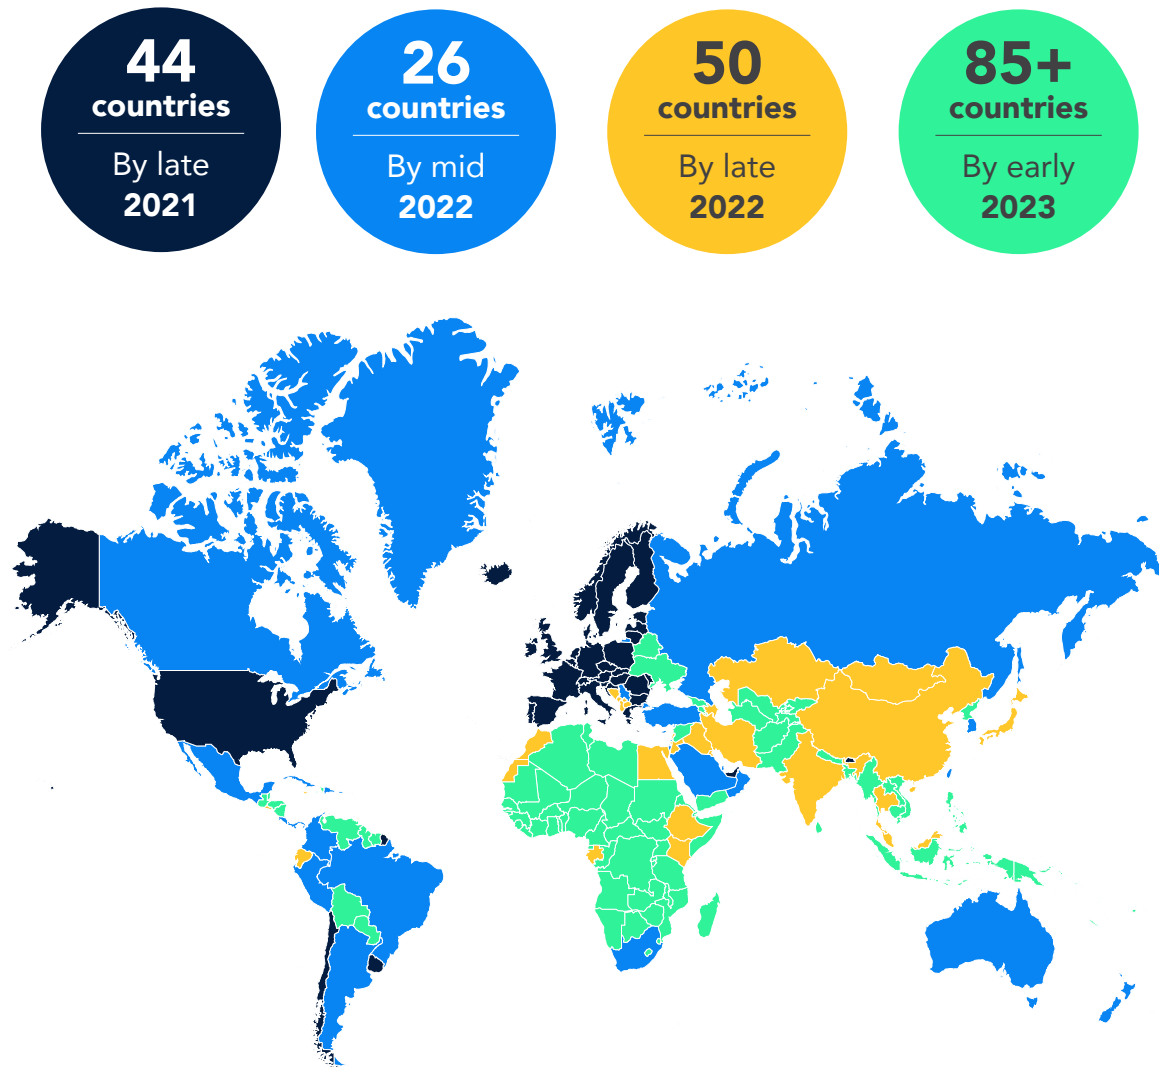 44
countries
By late
2021
26
countries
By mid
2022
50
countries
By late
2022
85+
countries
By early
2023